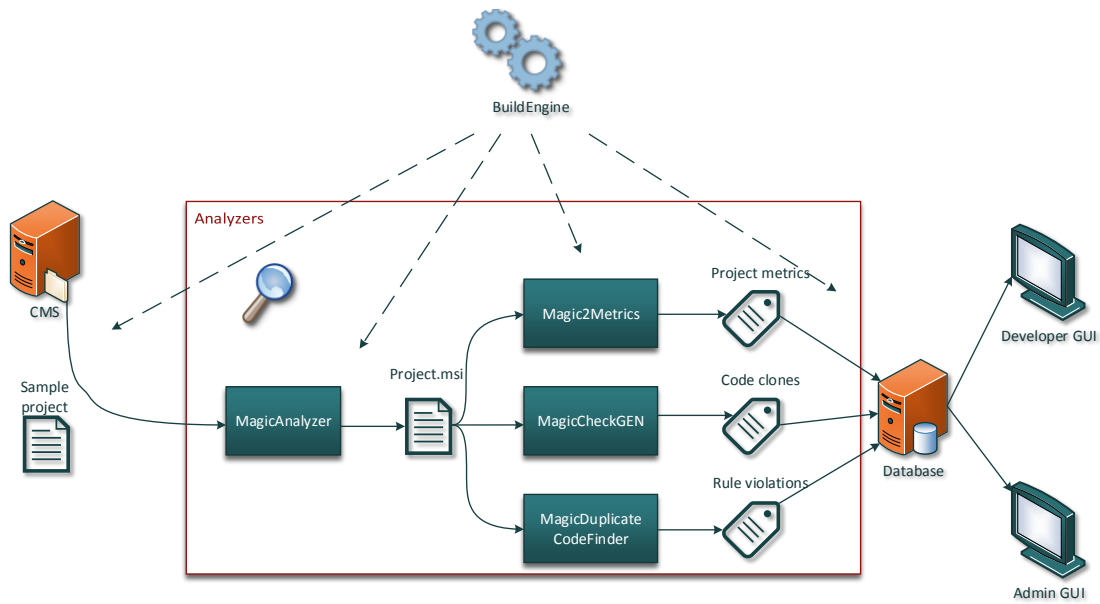 BuildEngine
Analyzers
CMS
Sample
project
MagicAnalyzer
Project.msi
Magic2Metrics
MagicCheckGEN
MagicDuplicate
CodeFinder
Project metrics
Code clones
Rule violations
Database
Developer GUI
Admin GUI